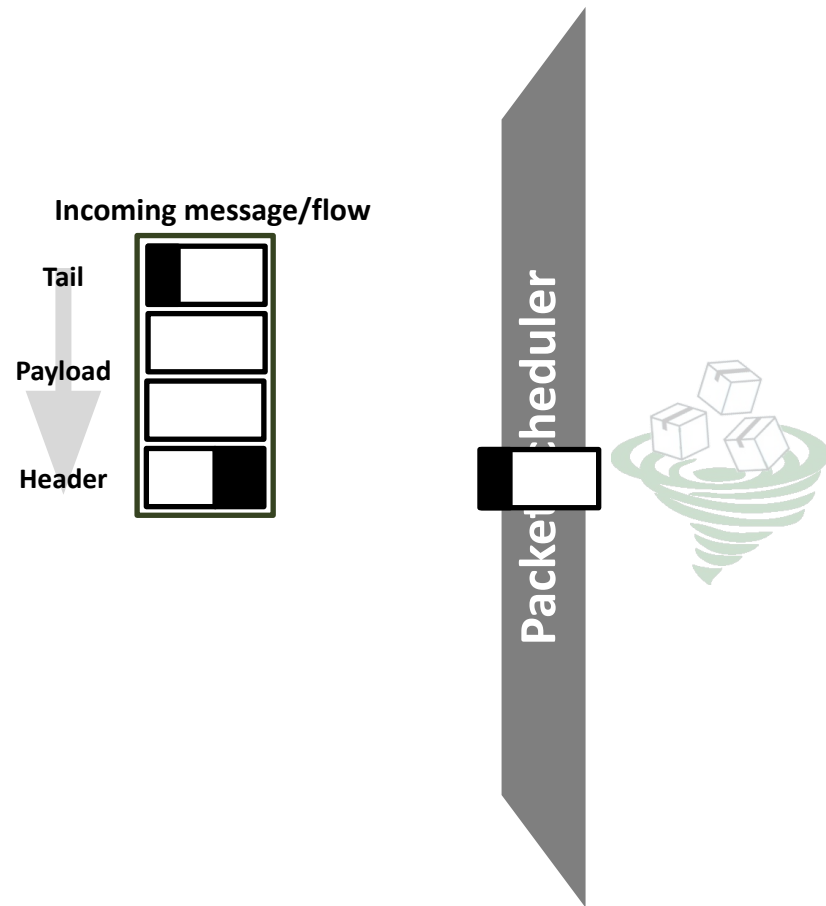 Incoming message/flow
Tail
Payload
Header
Packet cheduler